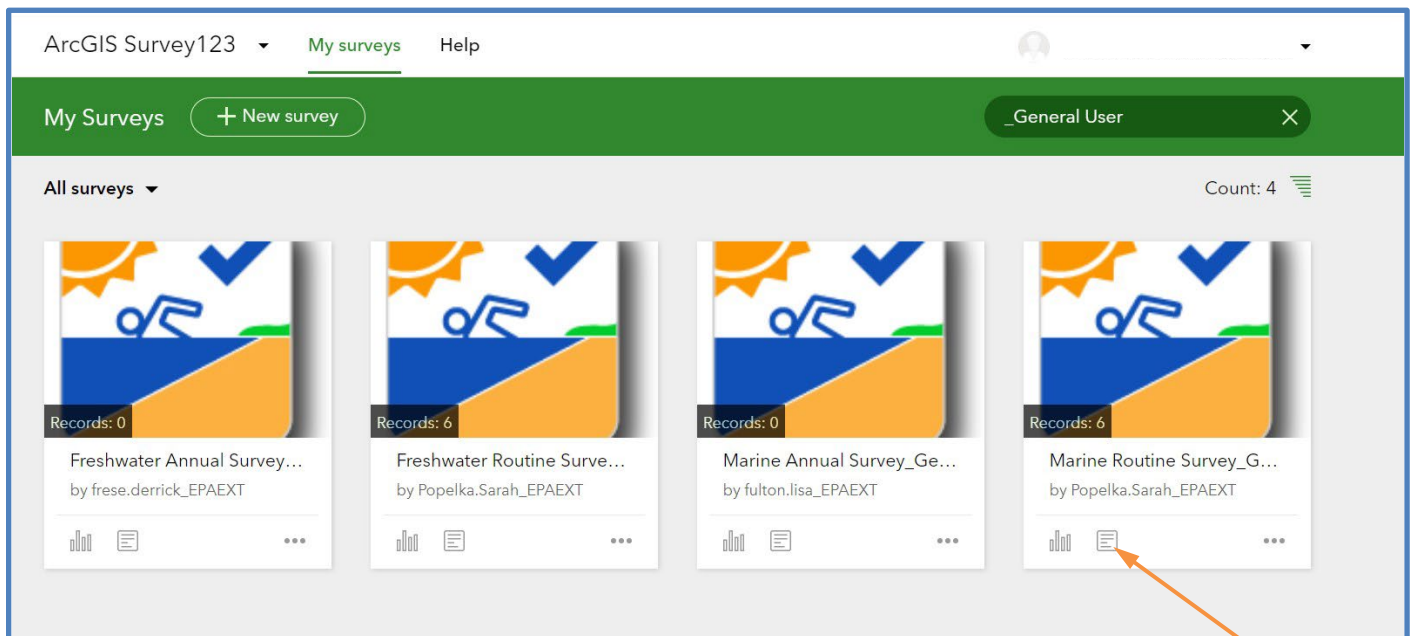 ArcGIS Survey123 My surveys Help
My Surveys + New survey _General User
All surveys Count: 4
Records: 0 Records: 6 Records: 0 Records: 6
Freshwater Annual Survey... Freshwater Routine Surve... Marine Annual Survey_Ge... Marine Routine Survey_G...
by frese.derrick_EPAEXT by Popelka.Sarah_EPAEXT by fulton.lisa_EPAEXT by Popelka.Sarah_EPAEXT